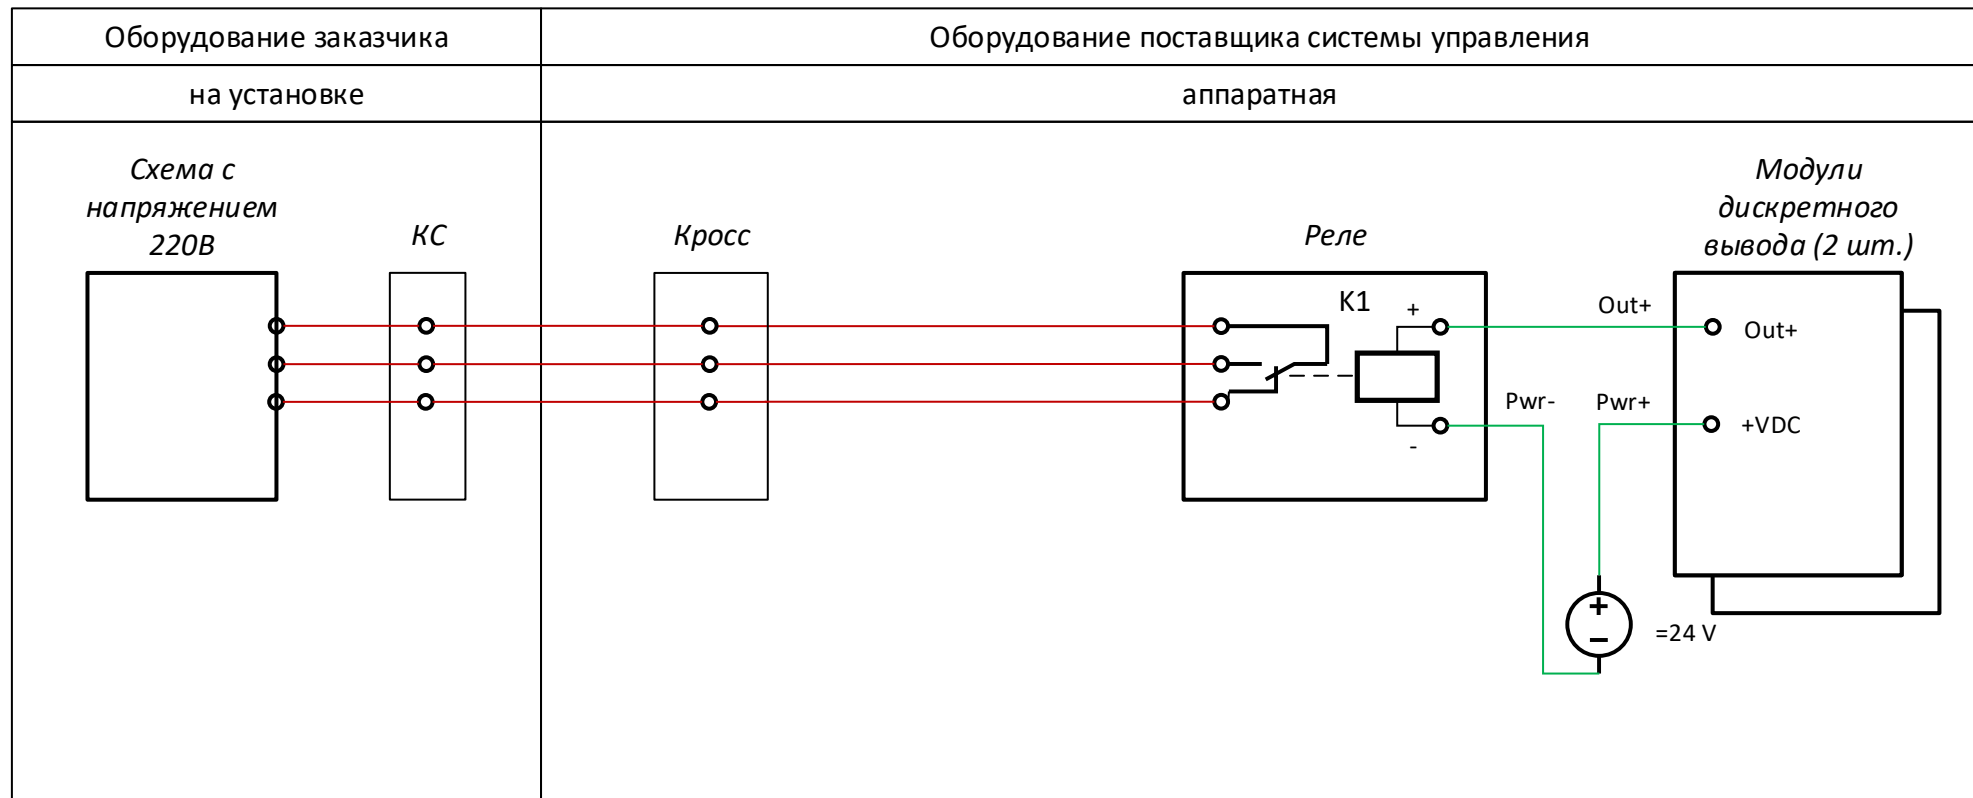 Оборудование заказчика
Оборудование поставщика системы управления
на установке
аппаратная
Схема с
напряжением
220В
КС
Кросс
Реле
Модули
дискретного
вывода (2 шт.)
K1
+
Out+
Out+
Pwr-
Pwr+
+VDC
-
=24 V